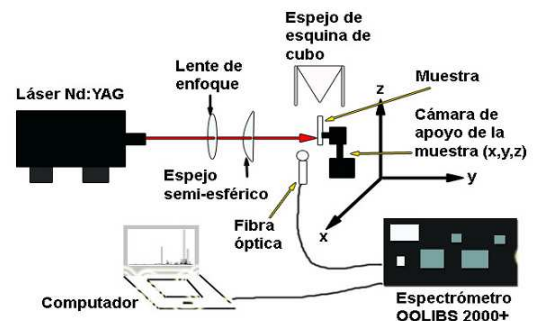 Espejo de
esquina de
cubo
Lente de
enfoque
Láser Nd:YAG
Muestra
z
Cámara de
apoyo de la
muestra (x,y,z)
y
Espejo
semi-esférico
Fibra
óptica
x
Computador
Espectrómetro
OOLIBS 2000+